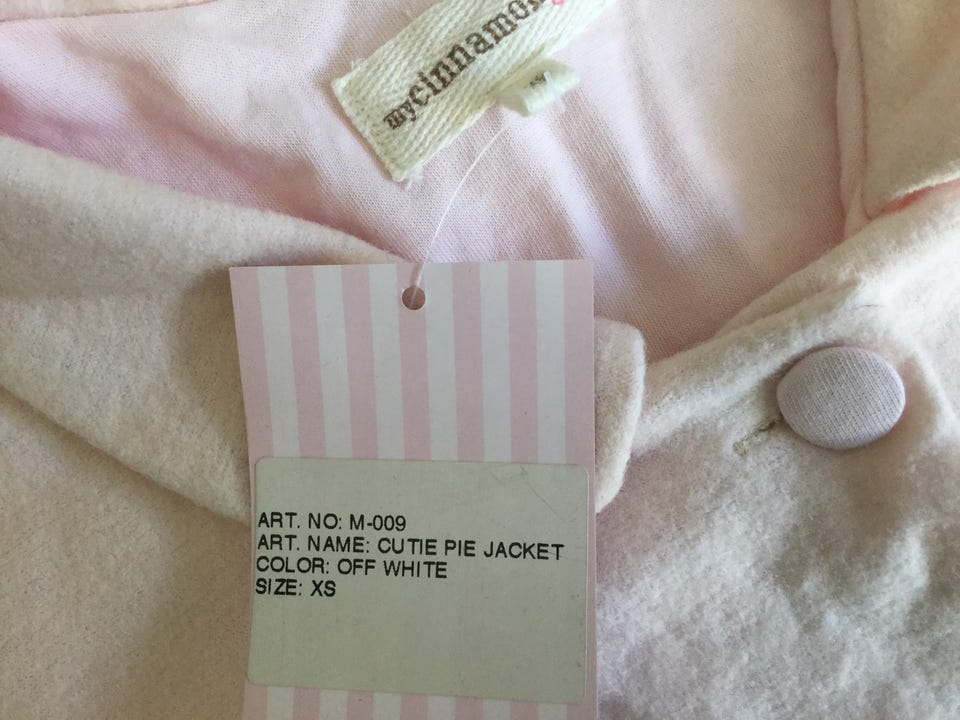 mycinnamon
ART. NO: M-009
ART. NAME: CUTIE PIE JACKET
COLOR: OFF WHITE
SIZE: XS